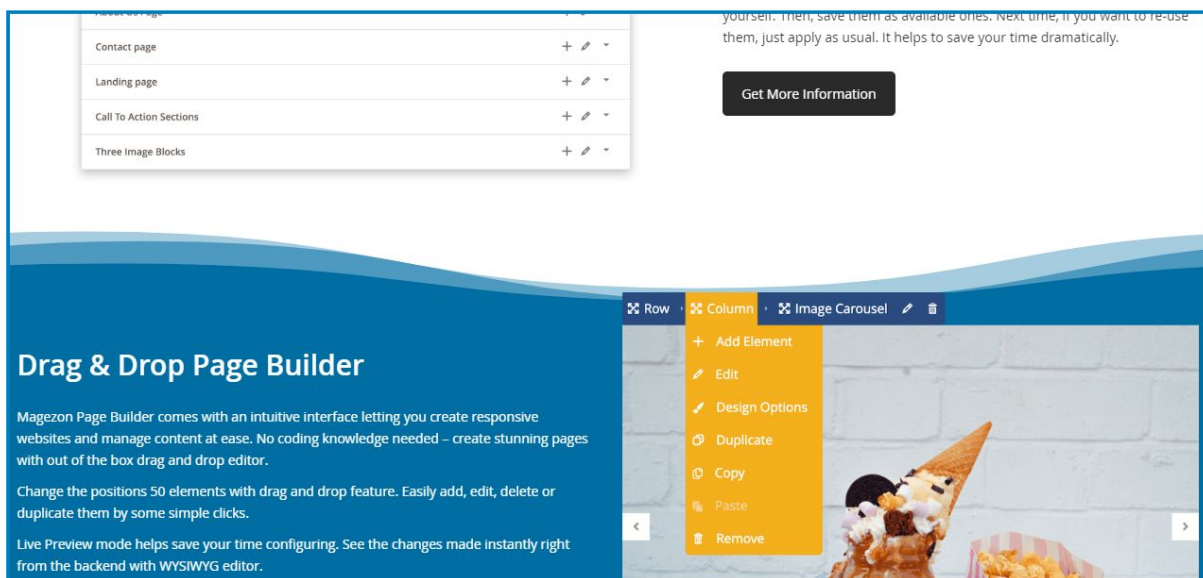 About Us Page
Contact page
Landing page
Call To Action Sections
Three Image Blocks
yourself. Then, save them as available ones. Next time, if you want to re-use
them, just apply as usual. It helps to save your time dramatically.
Get More Information
Drag & Drop Page Builder
Magezon Page Builder comes with an intuitive interface letting you create responsive
websites and manage content at ease. No coding knowledge needed – create stunning pages
with out of the box drag and drop editor.
Change the positions 50 elements with drag and drop feature. Easily add, edit, delete or
duplicate them by some simple clicks.
Live Preview mode helps save your time configuring. See the changes made instantly right
from the backend with WYSIWYG editor.
Row Column Image Carousel
Add Element
Edit
Design Options
Duplicate
Copy
Paste
Remove